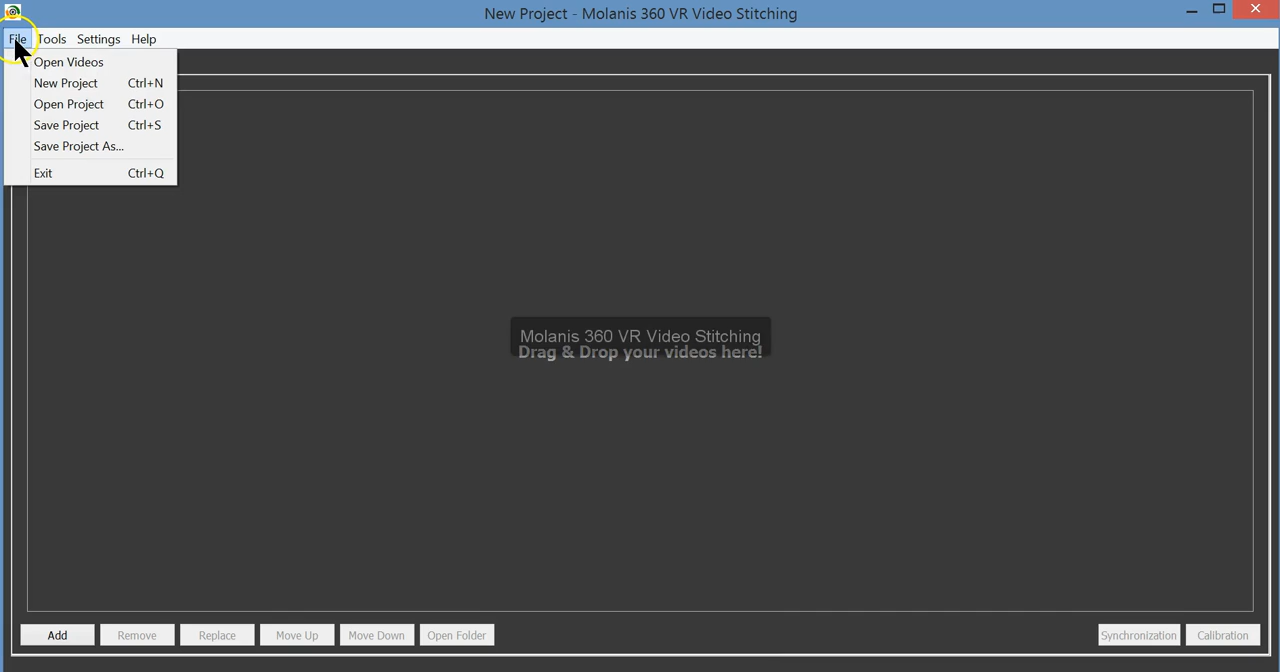 New Project - Molanis 360 VR Video Stitching
File Tools Settings Help
Open Videos
New Project Ctrl+N
Open Project Ctrl+O
Save Project Ctrl+S
Save Project As...
Exit Ctrl+Q
Molanis 360 VR Video Stitching
Drag & Drop your videos here!
Add Remove Replace Move Up Move Down Open Folder Synchronization Calibration